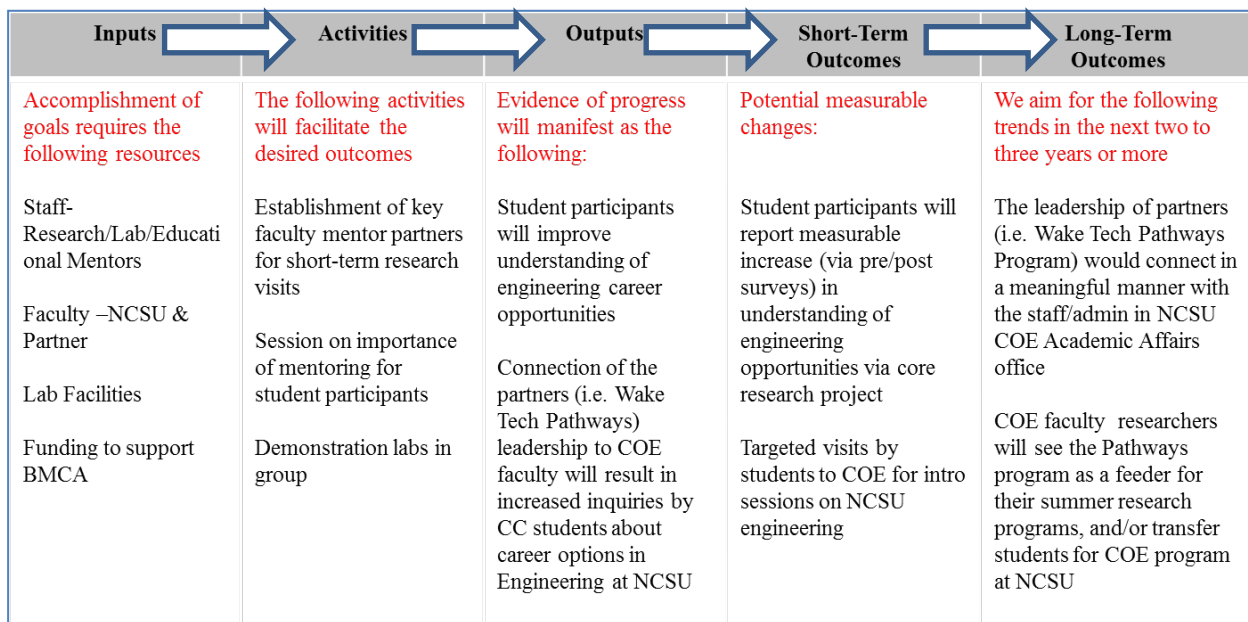 Inputs
Activities
Outputs
Short-Term
Outcomes
Long-Term
Outcomes
Accomplishment of
goals requires the
following resources
Staff-
Research/Lab/Educati
onal Mentors
Faculty –NCSU &
Partner
Lab Facilities
Funding to support
BMCA
The following activities
will facilitate the
desired outcomes
Establishment of key
faculty mentor partners
for short-term research
visits
Session on importance
of mentoring for
student participants
Demonstration labs in
group
Evidence of progress
will manifest as the
following:
Student participants
will improve
understanding of
engineering career
opportunities
Connection of the
partners (i.e. Wake
Tech Pathways)
leadership to COE
faculty will result in
increased inquiries by
CC students about
career options in
Engineering at NCSU
Potential measurable
changes:
Student participants will
report measurable
increase (via pre/post
surveys) in
understanding of
engineering
opportunities via core
research project
Targeted visits by
students to COE for intro
sessions on NCSU
engineering
We aim for the following
trends in the next two to
three years or more
The leadership of partners
(i.e. Wake Tech Pathways
Program) would connect in
a meaningful manner with
the staff/admin in NCSU
COE Academic Affairs
office
COE faculty researchers
will see the Pathways
program as a feeder for
their summer research
programs, and/or transfer
students for COE program
at NCSU